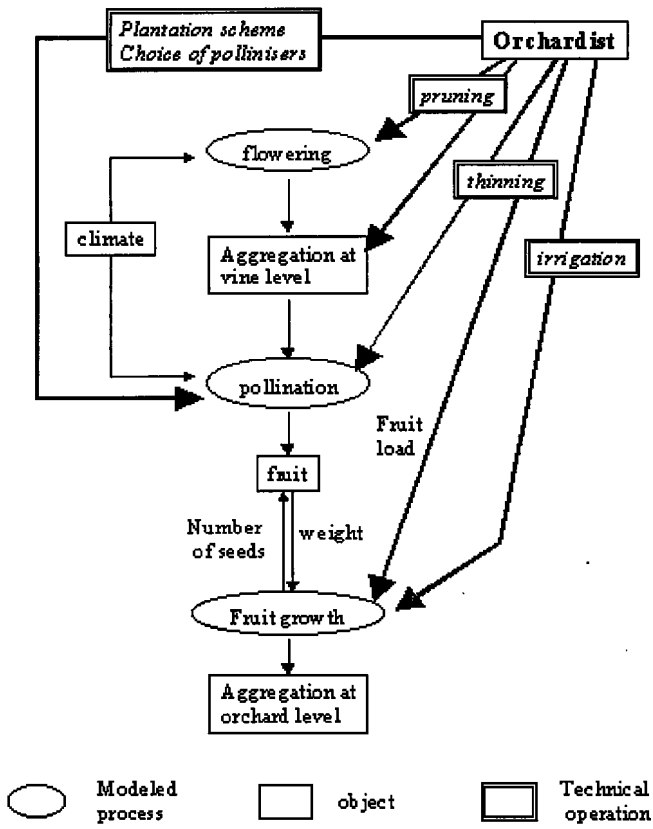 Plantation scheme
Choice of pollinisers
Orchardist
pruning
flowering
thinning
climate
Aggregation at
vine level
irrigation
pollination
Fruit
load
fruit
Number
of seeds
weight
Fruit growth
Aggregation at
orchard level
Modeled
process
object
Technical
operation